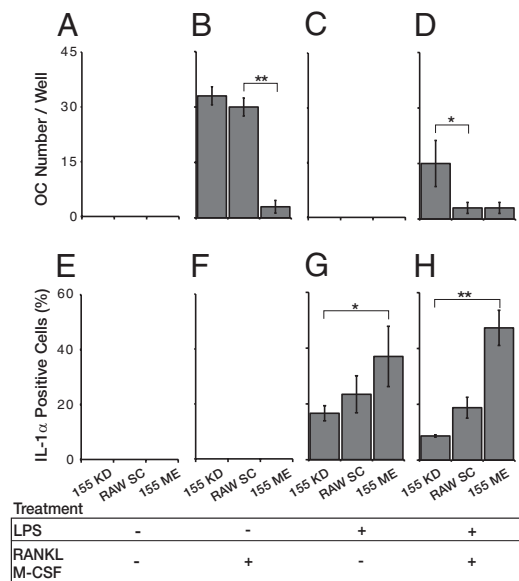 A B C D
OC Number / Well
45
30
15
0
**
*
E F G H
IL-1α Positive Cells (%)
60
40
20
0
*
**
155 KD RAW SC 155 ME 155 KD RAW SC 155 ME 155 KD RAW SC 155 ME 155 KD RAW SC 155 ME
Treatment
LPS - - + +
RANKL M-CSF - + - +